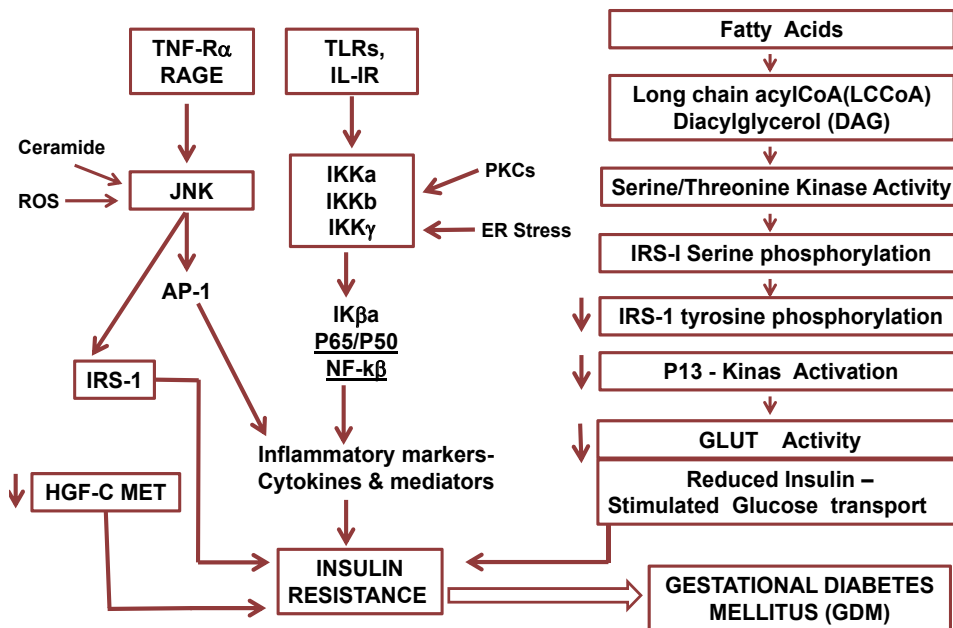 TNF-Rα
RAGE
TLRs,
IL-IR
Fatty Acids
Long chain acylCoA(LCCoA)
Diacylglycerol (DAG)
Ceramide
ROS
JNK
IKKa
IKKb
IKKγ
PKCs
ER Stress
Serine/Threonine Kinase Activity
IRS-I Serine phosphorylation
AP-1
IKβa
P65/P50
NF-kβ
IRS-1 tyrosine phosphorylation
IRS-1
P13 - Kinas Activation
GLUT Activity
Inflammatory markers-
Cytokines & mediators
HGF-C MET
Reduced Insulin –
Stimulated Glucose transport
INSULIN
RESISTANCE
GESTATIONAL DIABETES
MELLITUS (GDM)